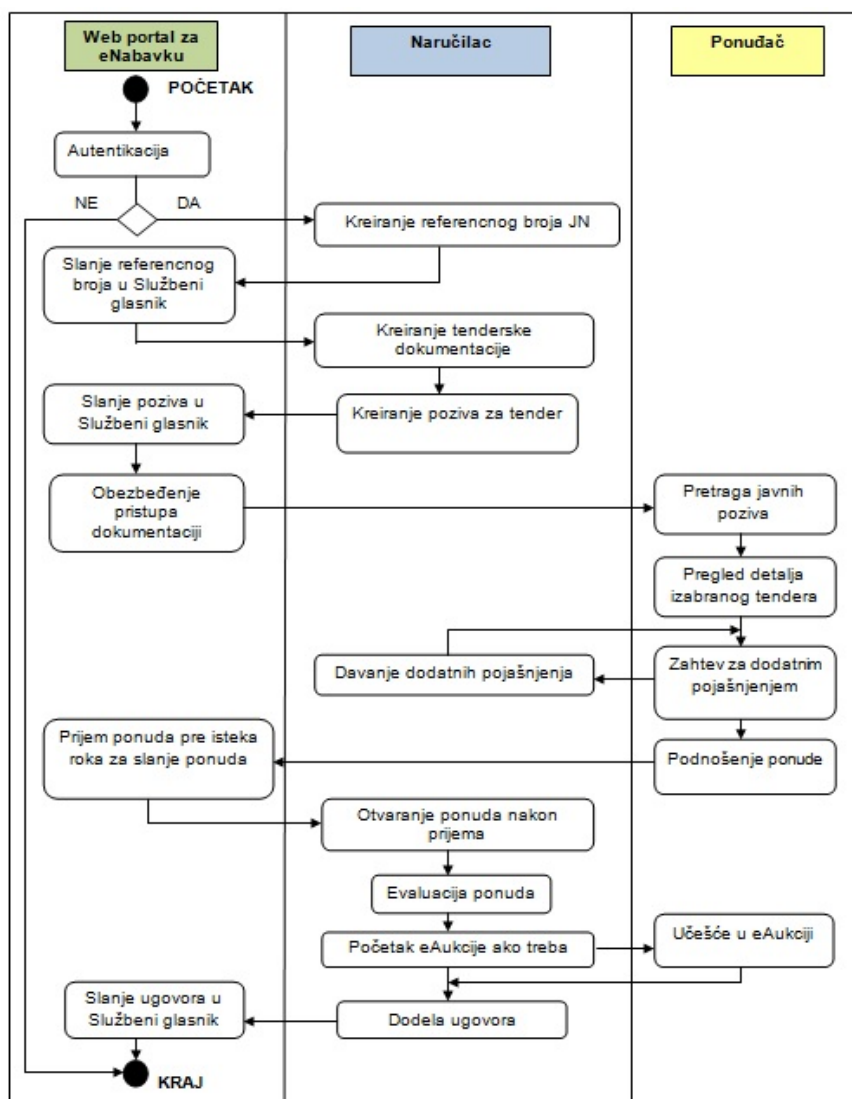 Web portal za
eNabavku
Naručilac
Ponuđač
POČETAK
Autentikacija
NE
DA
Kreiranje referencnog broja JN
Slanje referencnog
broja u Službeni
glasnik
Kreiranje tenderske
dokumentacije
Slanje poziva u
Službeni glasnik
Kreiranje poziva za tender
Obezbeđenje
pristupa
dokumentaciji
Pretraga javnih
poziva
Pregled detalja
izabranog tendera
Davanje dodatnih pojašnjenja
Zahtev za dodatnim
pojašnjenjem
Prijem ponuda pre isteka
roka za slanje ponuda
Podnošenje ponude
Otvaranje ponuda nakon
prijema
Evaluacija ponuda
Početak eAukcije ako treba
Učešće u eAukciji
Slanje ugovora u
Službeni glasnik
Dodela ugovora
KRAJ